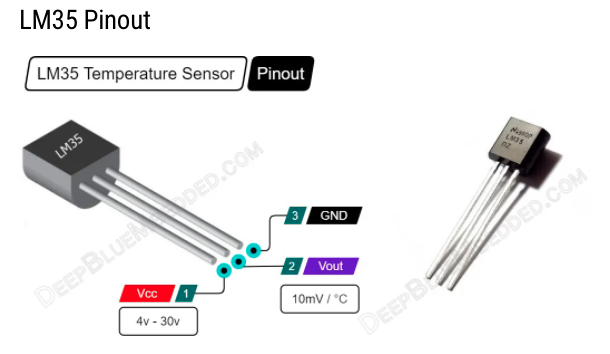 LM35 Pinout
LM35 Temperature Sensor Pinout
LM35
3 GND
2 Vout
10mV / °C
Vcc 1
4v - 30v
LM35
DZ
DEEPBLUEMBEDDED.COM
DEEPBLUEMBEDDED.COM